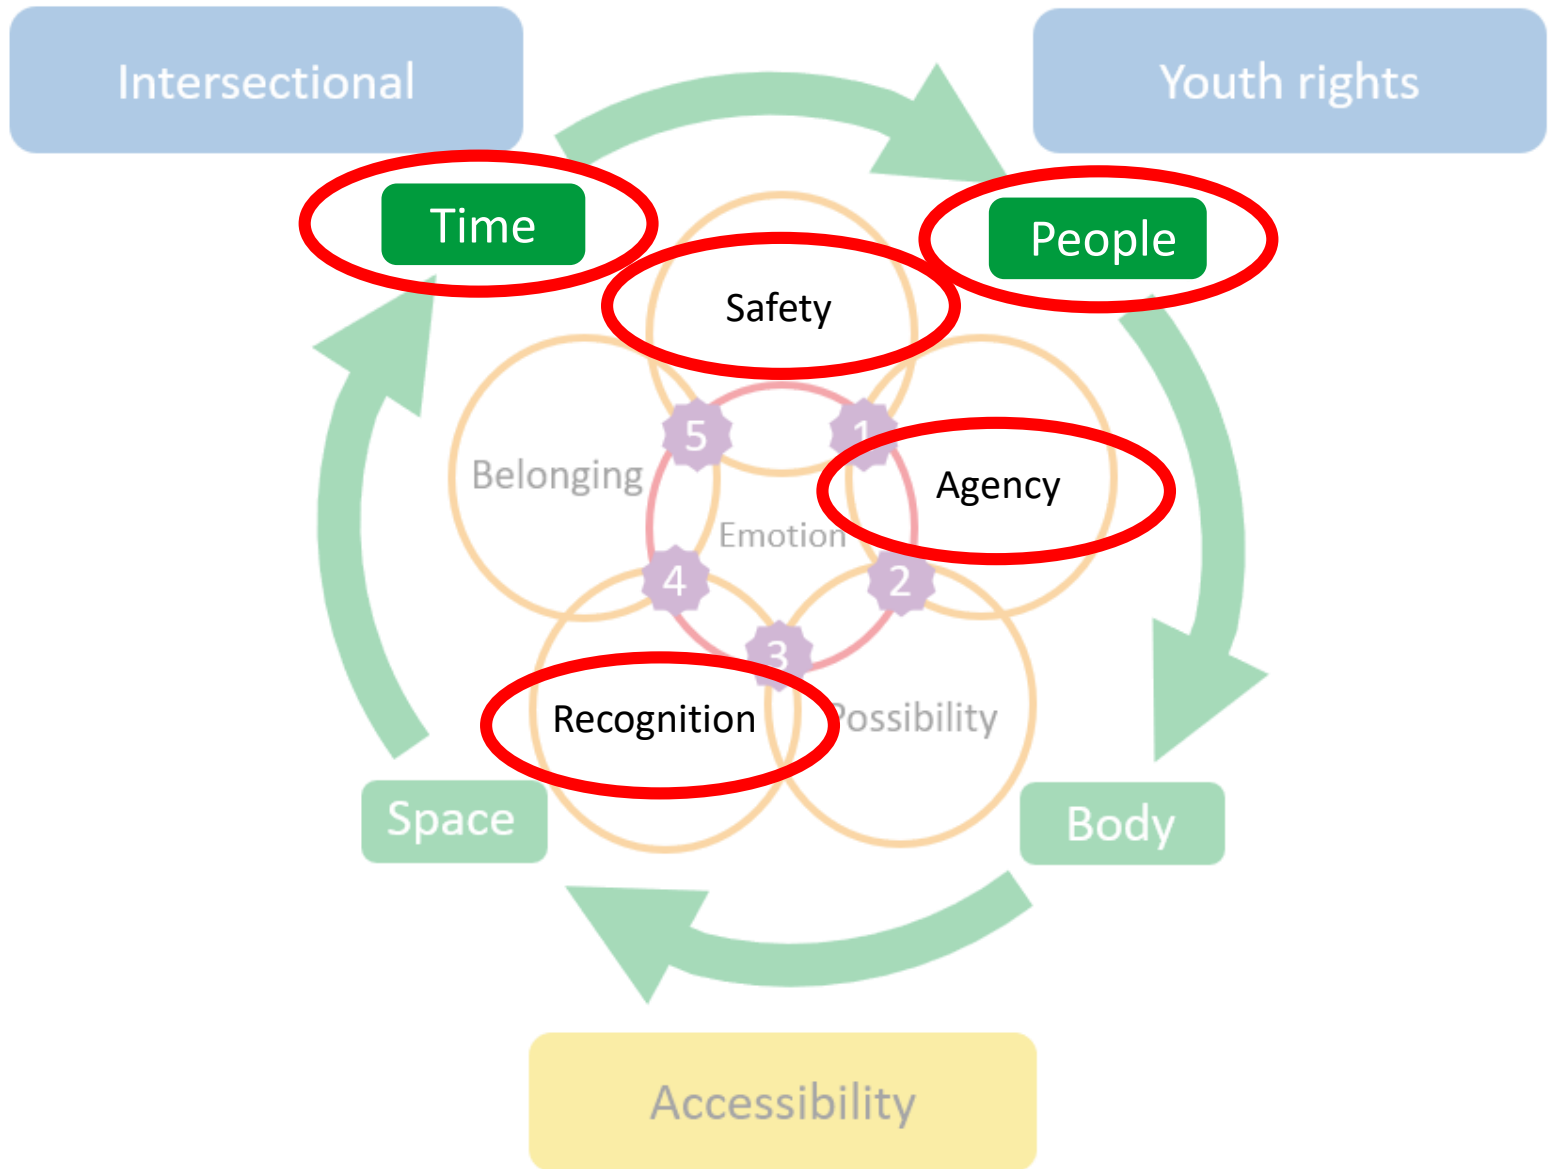 Intersectional
Youth rights
Time
People
Safety
5
1
Belonging
Agency
Emotion
4
2
3
Recognition
Possibility
Space
Body
Accessibility